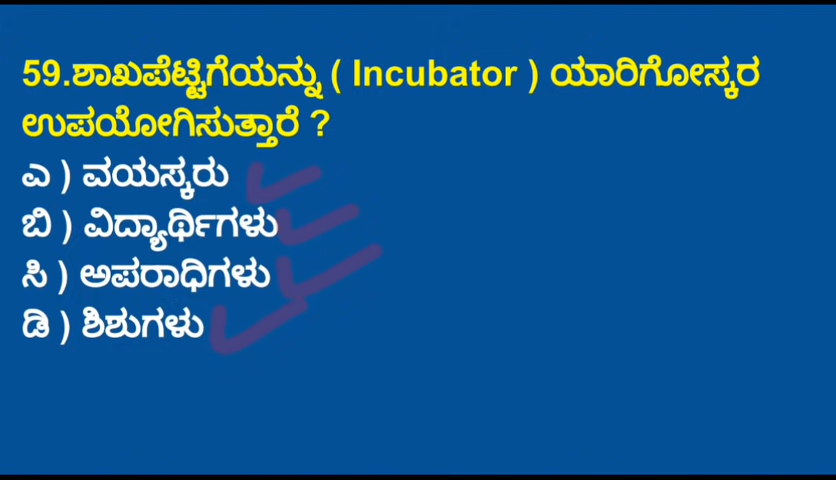 59.ಶಾಖಪೆಟ್ಟಿಗೆಯನ್ನು ( Incubator ) ಯಾರಿಗೋಸ್ಕರ
ಉಪಯೋಗಿಸುತ್ತಾರೆ ?
ಎ ) ವಯಸ್ಕರು
ಬಿ ) ವಿದ್ಯಾರ್ಥಿಗಳು
ಸಿ ) ಅಪರಾಧಿಗಳು
ಡಿ ) ಶಿಶುಗಳು